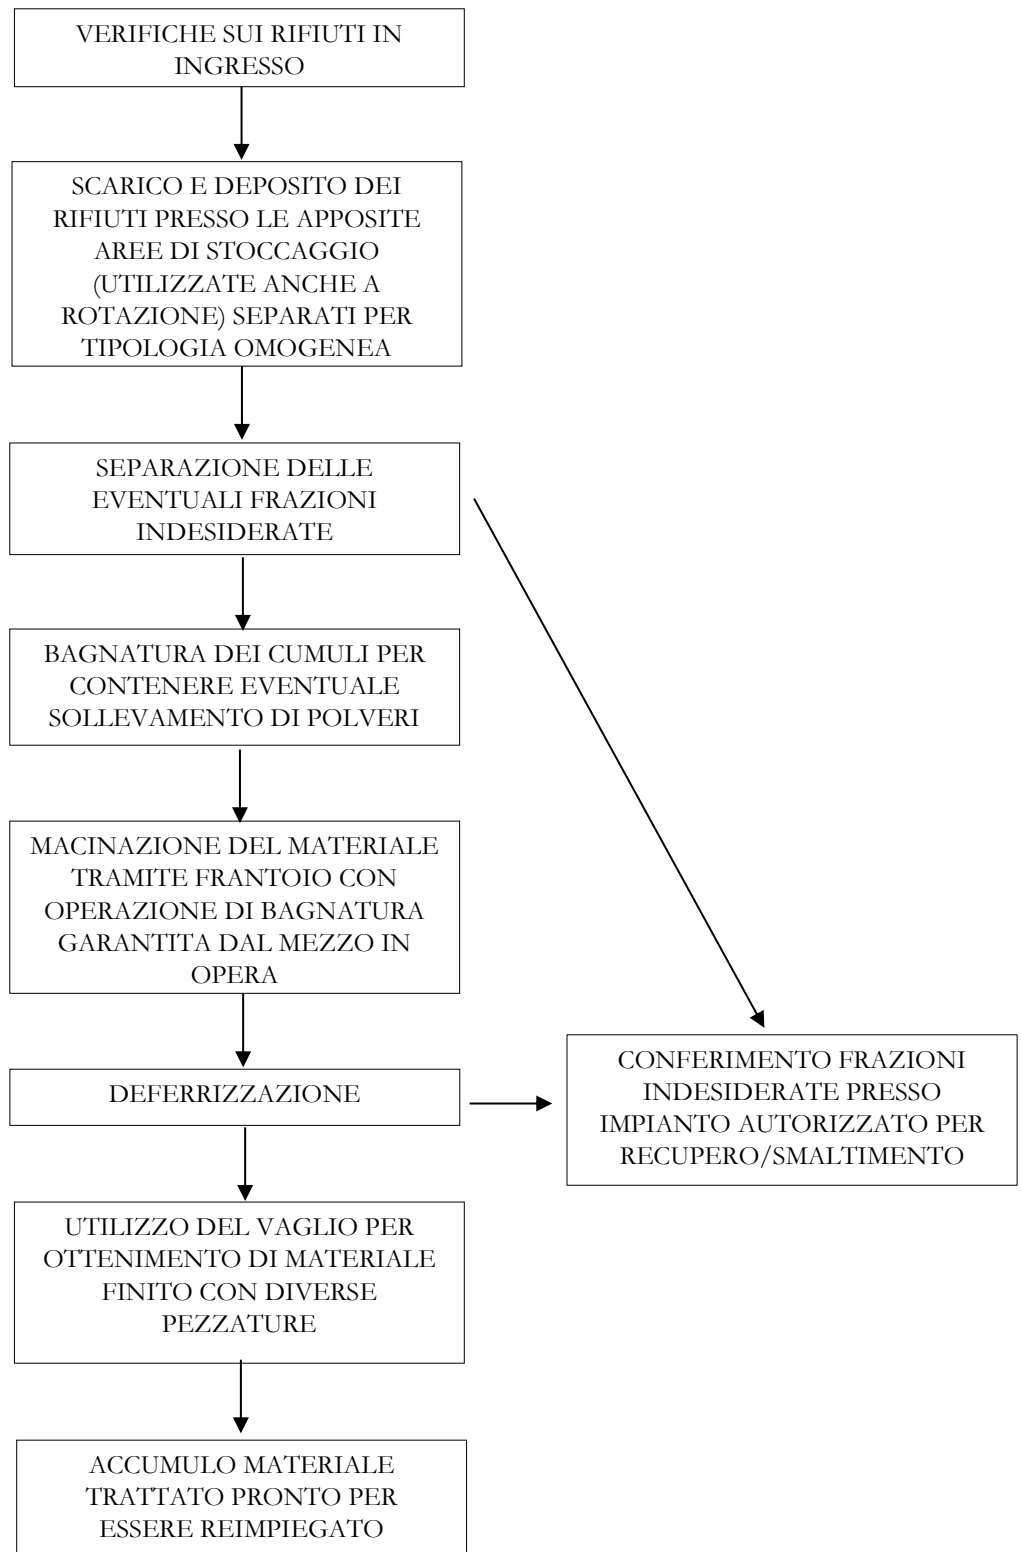 VERIFICHE SUI RIFIUTI IN
INGRESSO
SCARICO E DEPOSITO DEI
RIFIUTI PRESSO LE APPOSITE
AREE DI STOCCAGGIO
(UTILIZZATE ANCHE A
ROTAZIONE) SEPARATI PER
TIPOLOGIA OMOGENEA
SEPARAZIONE DELLE
EVENTUALI FRAZIONI
INDESIDERATE
BAGNATURA DEI CUMULI PER
CONTENERE EVENTUALE
SOLLEVAMENTO DI POLVERI
MACINAZIONE DEL MATERIALE
TRAMITE FRANTOIO CON
OPERAZIONE DI BAGNATURA
GARANTITA DAL MEZZO IN
OPERA
DEFERRIZZAZIONE
CONFERIMENTO FRAZIONI
INDESIDERATE PRESSO
IMPIANTO AUTORIZZATO PER
RECUPERO/SMALTIMENTO
UTILIZZO DEL VAGLIO PER
OTTENIMENTO DI MATERIALE
FINITO CON DIVERSE
PEZZATURE
ACCUMULO MATERIALE
TRATTATO PRONTO PER
ESSERE REIMPIEGATO